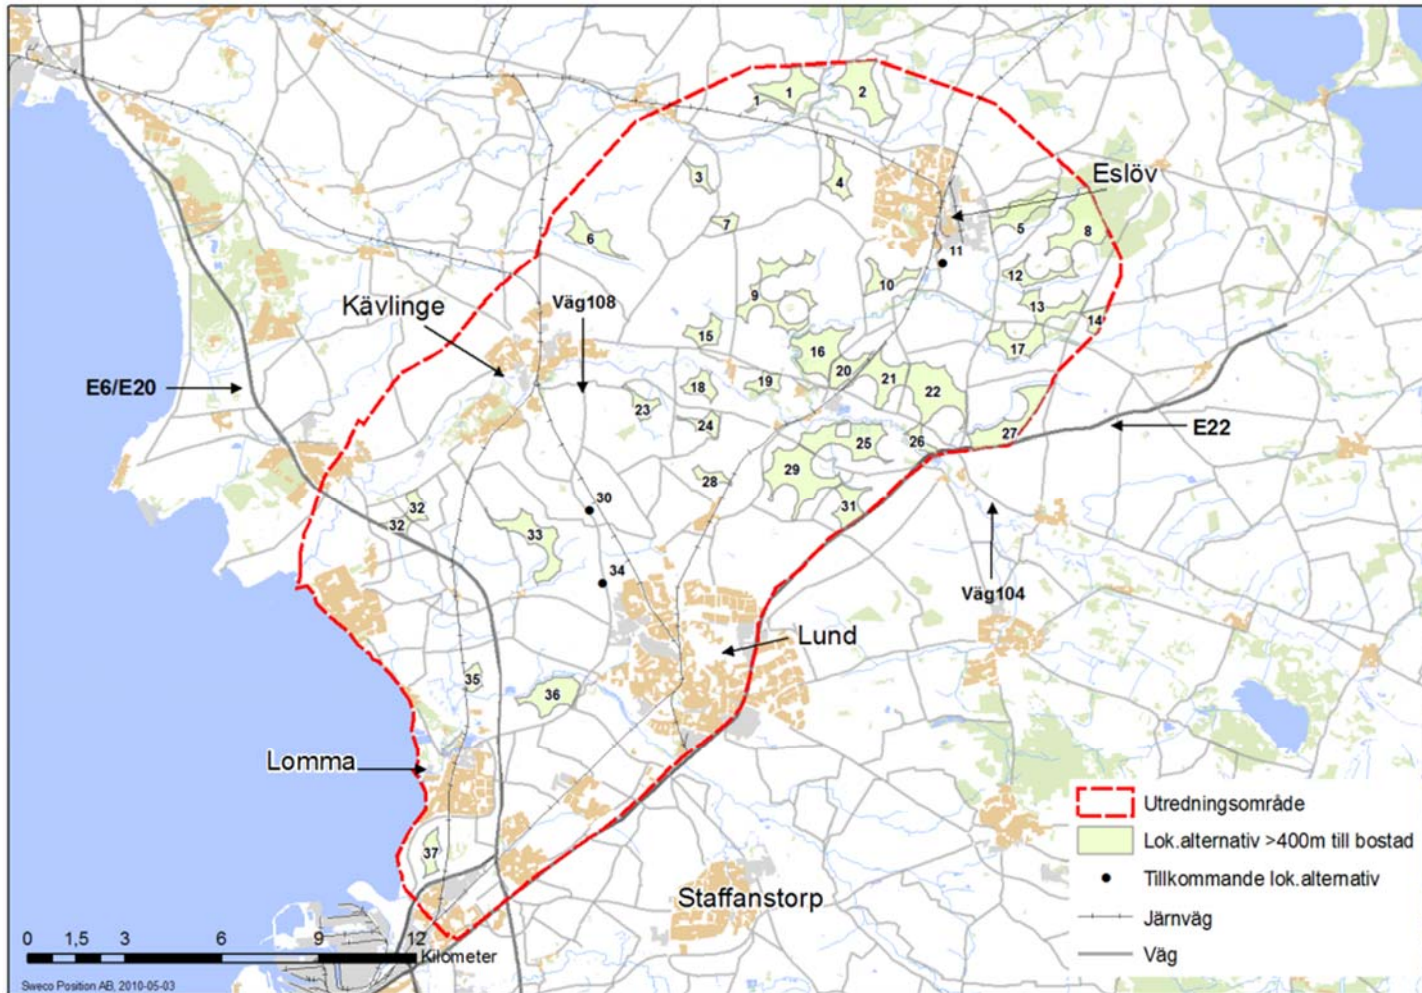 1
1
2
3
4
Eslöv
5
8
7
6
11
12
10
9
13
14
Kävlinge
Väg108
15
16
17
E6/E20
20
21
18
19
22
23
24
27
E22
25
26
29
28
32
30
31
32
33
34
Väg104
Lund
35
36
Lomma
37
Staffanstorp
Utredningsområde
Lok.alternativ >400m till bostad
Tillkommande lok.alternativ
Järnväg
Väg
0 1,5 3 6 9 12
Kilometer
Sweco Position AB, 2010-05-03